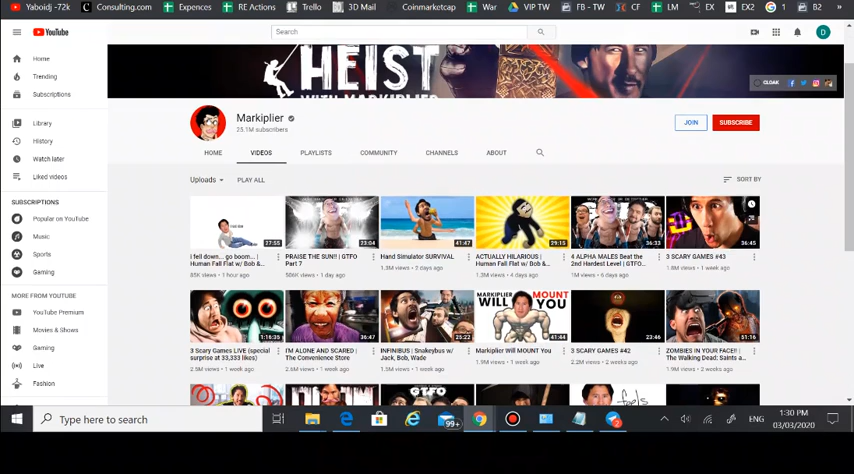 Yaboidj -72k
Consulting.com
Expences
RE Actions
Trello
3D Mail
Coinmarketcap
War
VIP TW
FB - TW
CF
LM
EX
EX2
1
B2
»
YouTube
Search
D
Home
Trending
Subscriptions
Library
History
Watch later
Liked videos
SUBSCRIPTIONS
Popular on YouTube
Music
Sports
Gaming
MORE FROM YOUTUBE
YouTube Premium
Movies & Shows
Gaming
Live
Fashion
HEIST
WITH MARKIPLIER
CLOAK
Markiplier
23.1M subscribers
JOIN
SUBSCRIBE
HOME
VIDEOS
PLAYLISTS
COMMUNITY
CHANNELS
ABOUT
Uploads
PLAY ALL
SORT BY
27:55
23:04
41:47
29:15
36:33
36:45
i fell down... go boom... |
Human Fall Flat w/ Bob &...
85K views • 1 hour ago
PRAISE THE SUN!! | GTFO
Part 7
506K views • 1 day ago
Hand Simulator SURVIVAL
1.3M views • 2 days ago
ACTUALLY HILARIOUS |
Human Fall Flat w/ Bob &...
1.3M views • 4 days ago
4 ALPHA MALES Beat the
2nd Hardest Level | GTFO...
1M views • 6 days ago
3 SCARY GAMES #43
1.8M views • 1 week ago
MARKIPLIER
WILL
MOUNT
YOU
1:16:35
36:47
25:22
41:44
23:46
51:16
3 Scary Games LIVE (special
surprise at 33,333 likes)
2.5M views • 1 week ago
I'M ALONE AND SCARED |
The Convenience Store
2.6M views • 1 week ago
INFINIBUS | Snakeybus w/
Jack, Bob, Wade
1.3M views • 1 week ago
Markiplier Will MOUNT You
1.9M views • 1 week ago
3 SCARY GAMES #42
2.2M views • 2 weeks ago
ZOMBIES IN YOUR FACE!! |
The Walking Dead: Saints a...
1.9M views • 2 weeks ago
GTFO
feels
Type here to search
99+
2
ENG
1:30 PM
03/03/2020